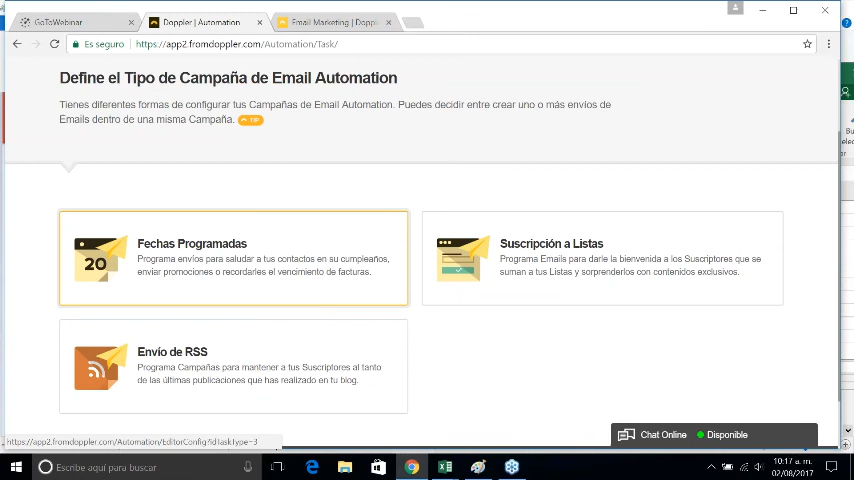 GoToWebinar
Doppler | Automation
Email Marketing | Dopple
Es seguro
https://app2.fromdoppler.com/Automation/Task/
Define el Tipo de Campaña de Email Automation
Tienes diferentes formas de configurar tus Campañas de Email Automation. Puedes decidir entre crear uno o más envíos de
Emails dentro de una misma Campaña. TIP
20
Fechas Programadas
Programa envíos para saludar a tus contactos en su cumpleaños,
enviar promociones o recordarles el vencimiento de facturas.
Suscripción a Listas
Programa Emails para darle la bienvenida a los Suscriptores que se
suman a tus Listas y sorprenderlos con contenidos exclusivos.
Envío de RSS
Programa Campañas para mantener a tus Suscriptores al tanto
de las últimas publicaciones que has realizado en tu blog.
Chat Online
Disponible
https://app2.fromdoppler.com/Automation/EditorConfig?idTaskType=3
Escribe aquí para buscar
10:17 a. m.
02/08/2017